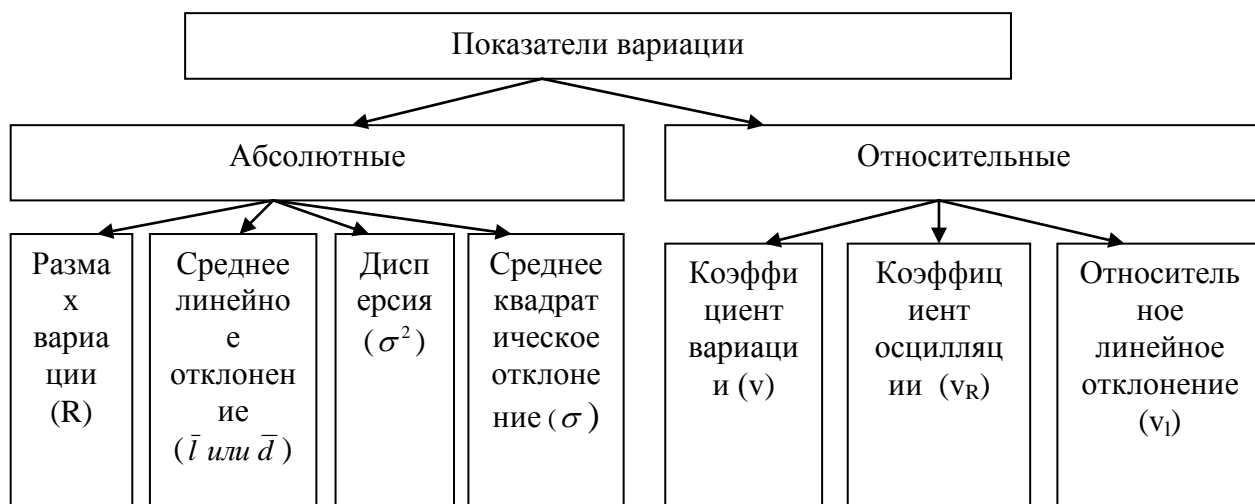 Показатели вариации
Абсолютные
Относительные
Разма
х
вариа
ции
(R)
Среднее
линейно
е
отклонен
ие
(l̄ или d̄)
Дисп
ерсия
(σ²)
Среднее
квадрат
ическое
отклоне
ние (σ)
Коэффи
циент
вариаци
и (v)
Коэффиц
иент
осцилляц
ии (vR)
Относитель
ное
линейное
отклонение
(vl)